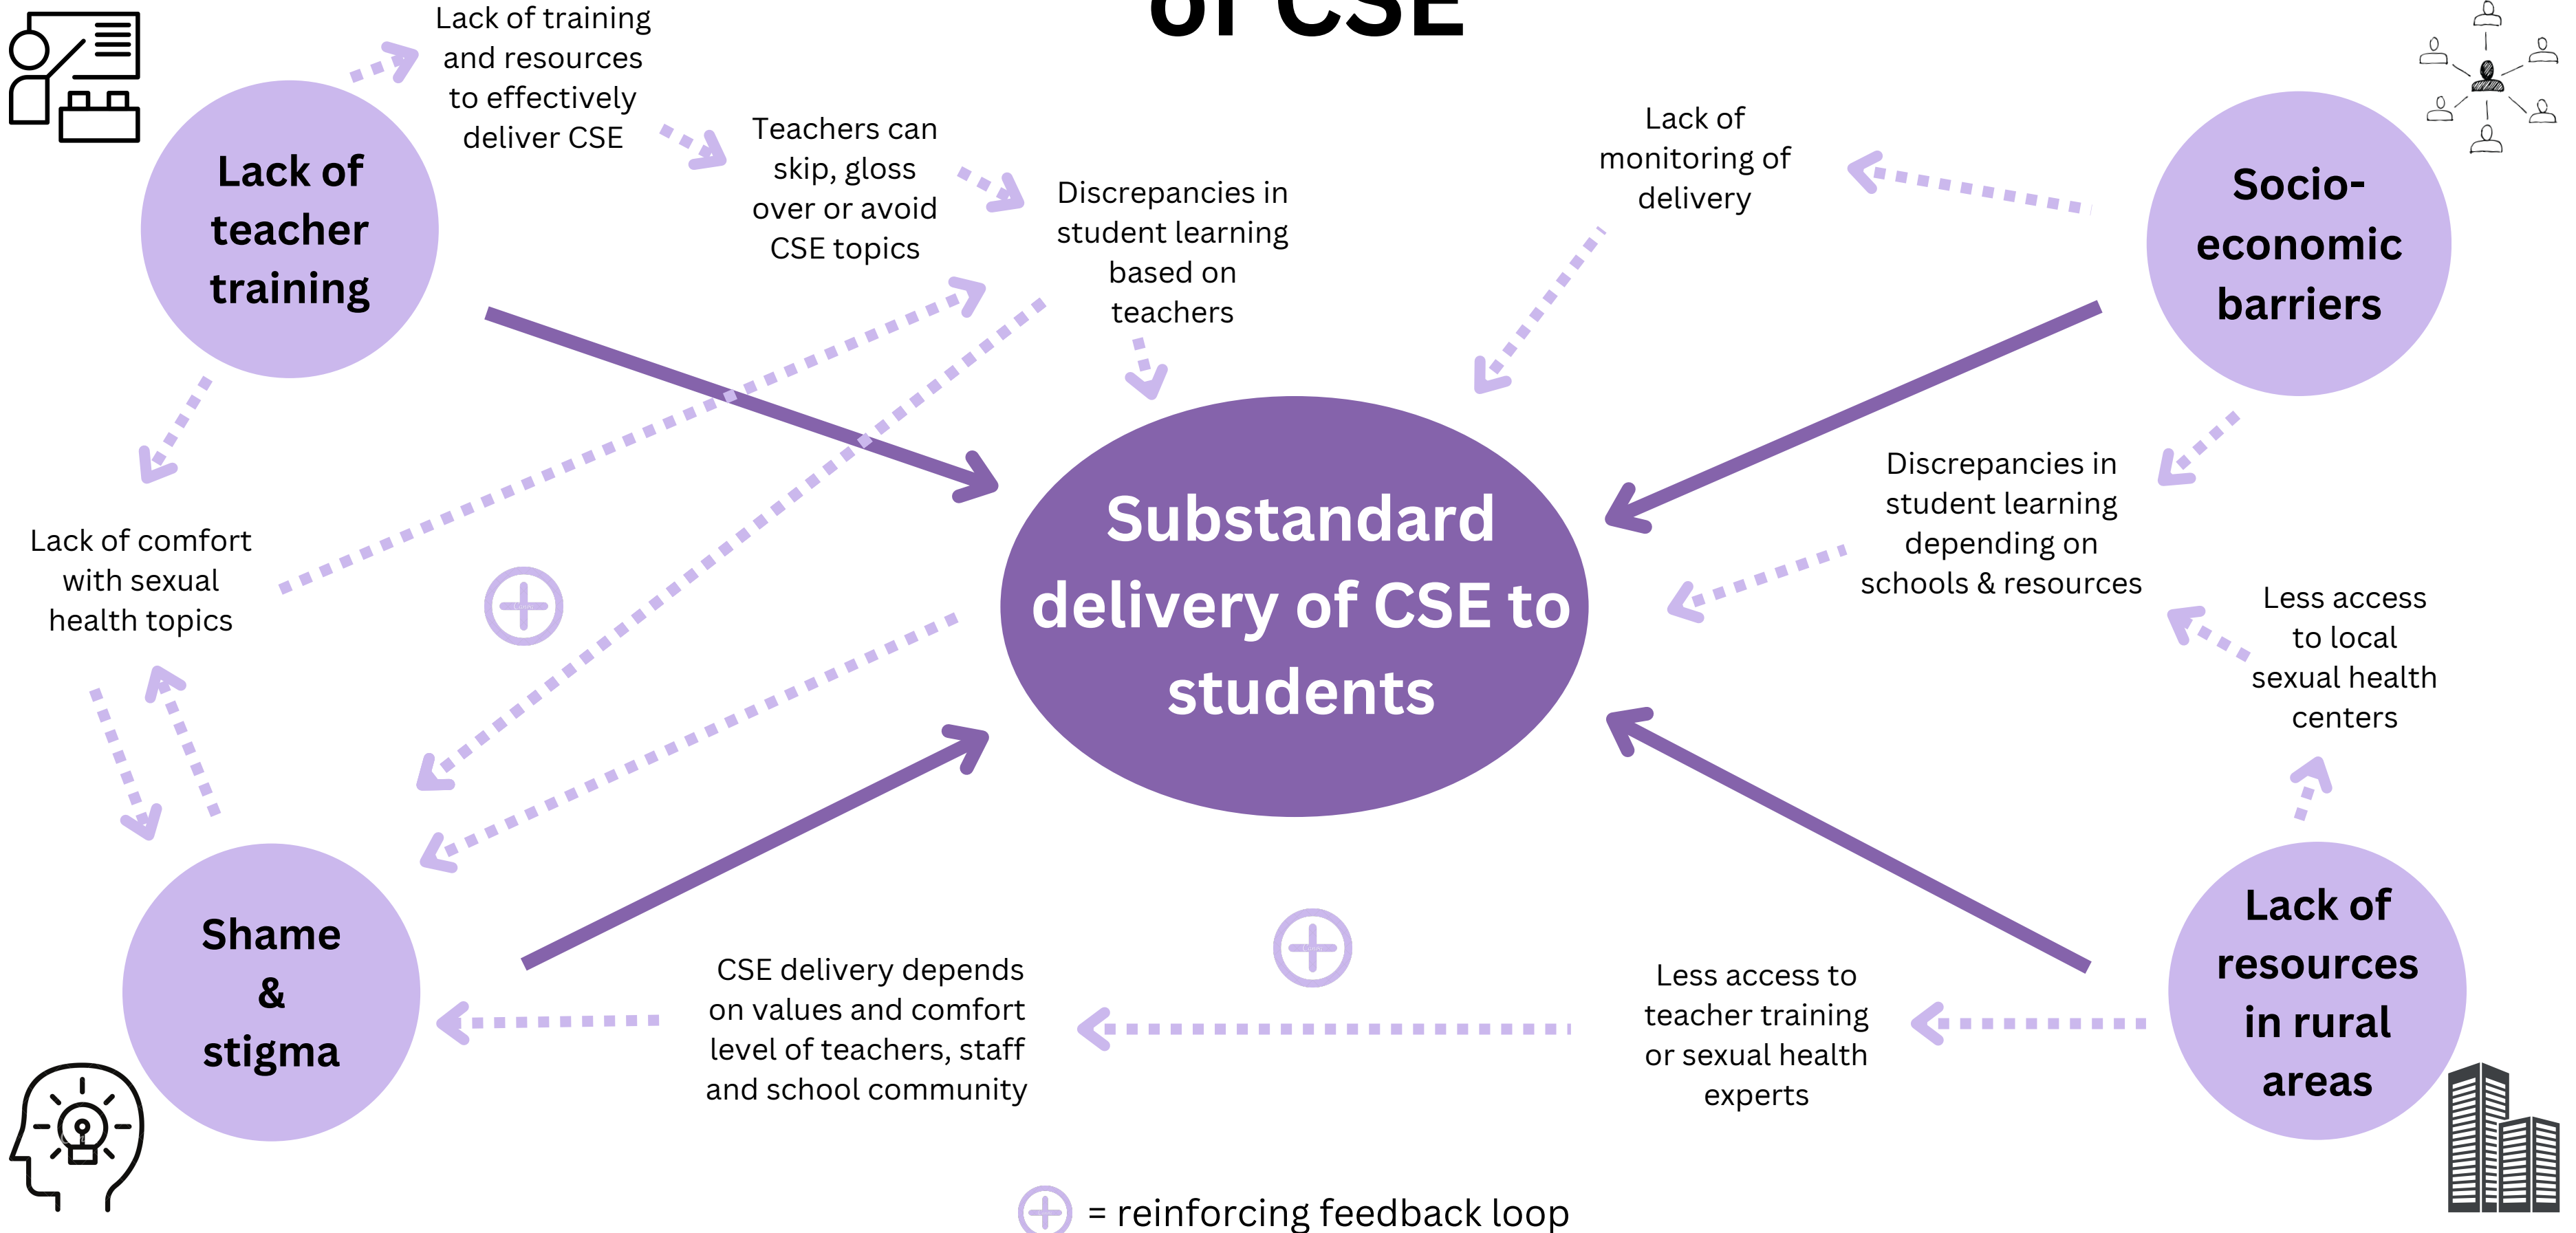 of CSE
Lack of
teacher
training
Lack of training
and resources
to effectively
deliver CSE
Teachers can
skip, gloss
over or avoid
CSE topics
Discrepancies in
student learning
based on
teachers
Lack of
monitoring of
delivery
Socio-
economic
barriers
Lack of comfort
with sexual
health topics
Substandard
delivery of CSE to
students
Discrepancies in
student learning
depending on
schools & resources
Less access
to local
sexual health
centers
Shame
&
stigma
CSE delivery depends
on values and comfort
level of teachers, staff
and school community
Less access to
teacher training
or sexual health
experts
Lack of
resources
in rural
areas
= reinforcing feedback loop